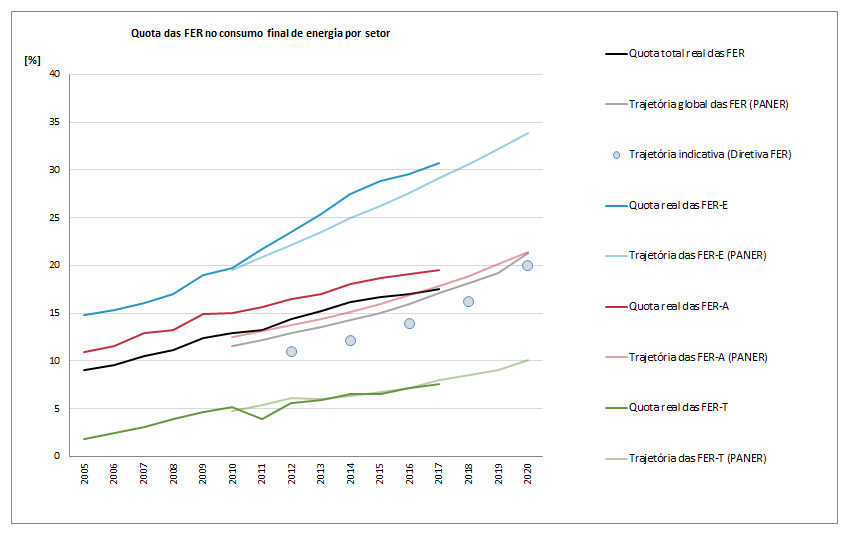 Quota das FER no consumo final de energia por setor
[%]
40
35
30
25
20
15
10
5
0
2005
2006
2007
2008
2009
2010
2011
2012
2013
2014
2015
2016
2017
2018
2019
2020
Quota total real das FER
Trajetória global das FER (PANER)
Trajetória indicativa (Diretiva FER)
Quota real das FER-E
Trajetória das FER-E (PANER)
Quota real das FER-A
Trajetória das FER-A (PANER)
Quota real das FER-T
Trajetória das FER-T (PANER)